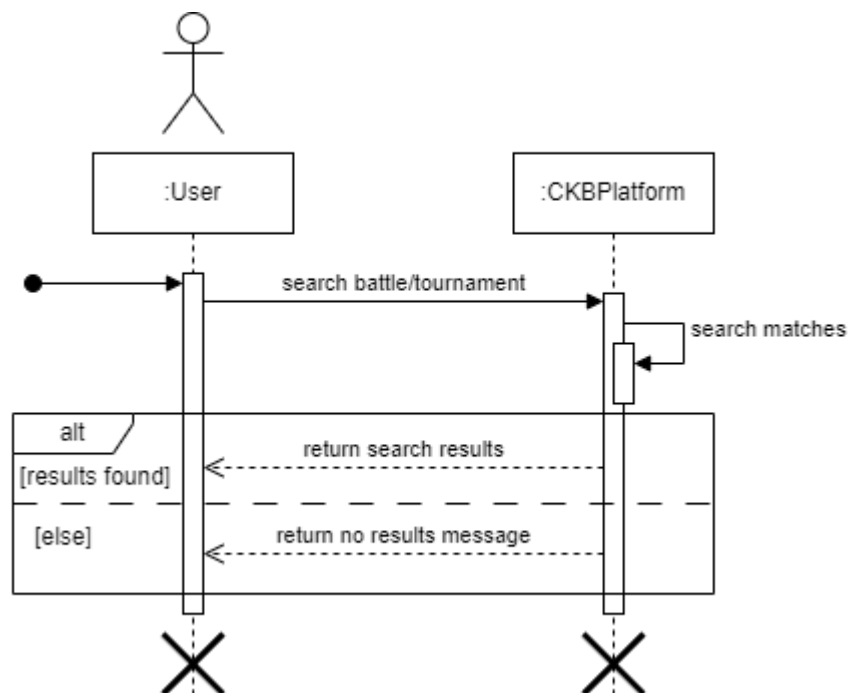 :User
:CKBPlatform
search battle/tournament
search matches
alt
return search results
[results found]
return no results message
[else]